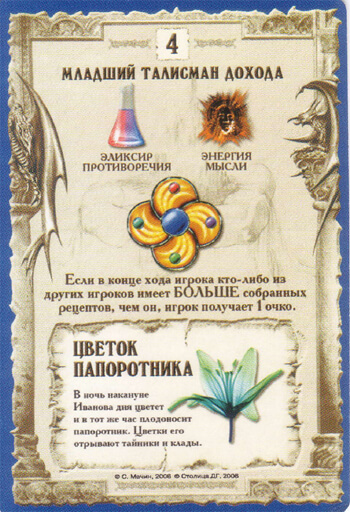 4
МЛАДШИЙ ТАЛИСМАН ДОХОДА
ЭЛИКСИР
ПРОТИВОРЕЧИЯ
ЭНЕРГИЯ
МЫСЛИ
Если в конце хода игрока кто-либо из
других игроков имеет БОЛЬШЕ собранных
рецептов, чем он, игрок получает 1 очко.
ЦВЕТОК
ПАПОРОТНИКА
В ночь накануне
Иванова дня цветет
и в тот же час плодоносит
папоротник. Цветки его
отрывают тайники и клады.
© С. Мачин, 2006 © Столица ДГ, 2006